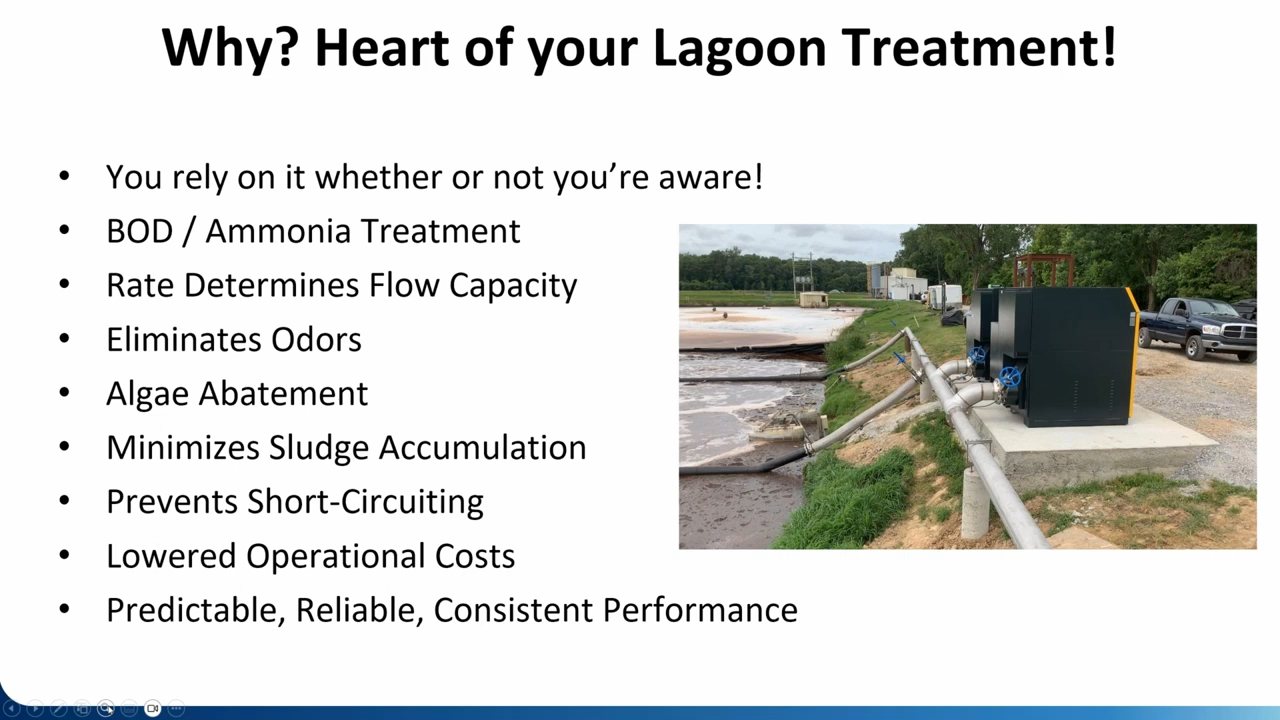 Why? Heart of your Lagoon Treatment!
• You rely on it whether or not you’re aware!
• BOD / Ammonia Treatment
• Rate Determines Flow Capacity
• Eliminates Odors
• Algae Abatement
• Minimizes Sludge Accumulation
• Prevents Short-Circuiting
• Lowered Operational Costs
• Predictable, Reliable, Consistent Performance